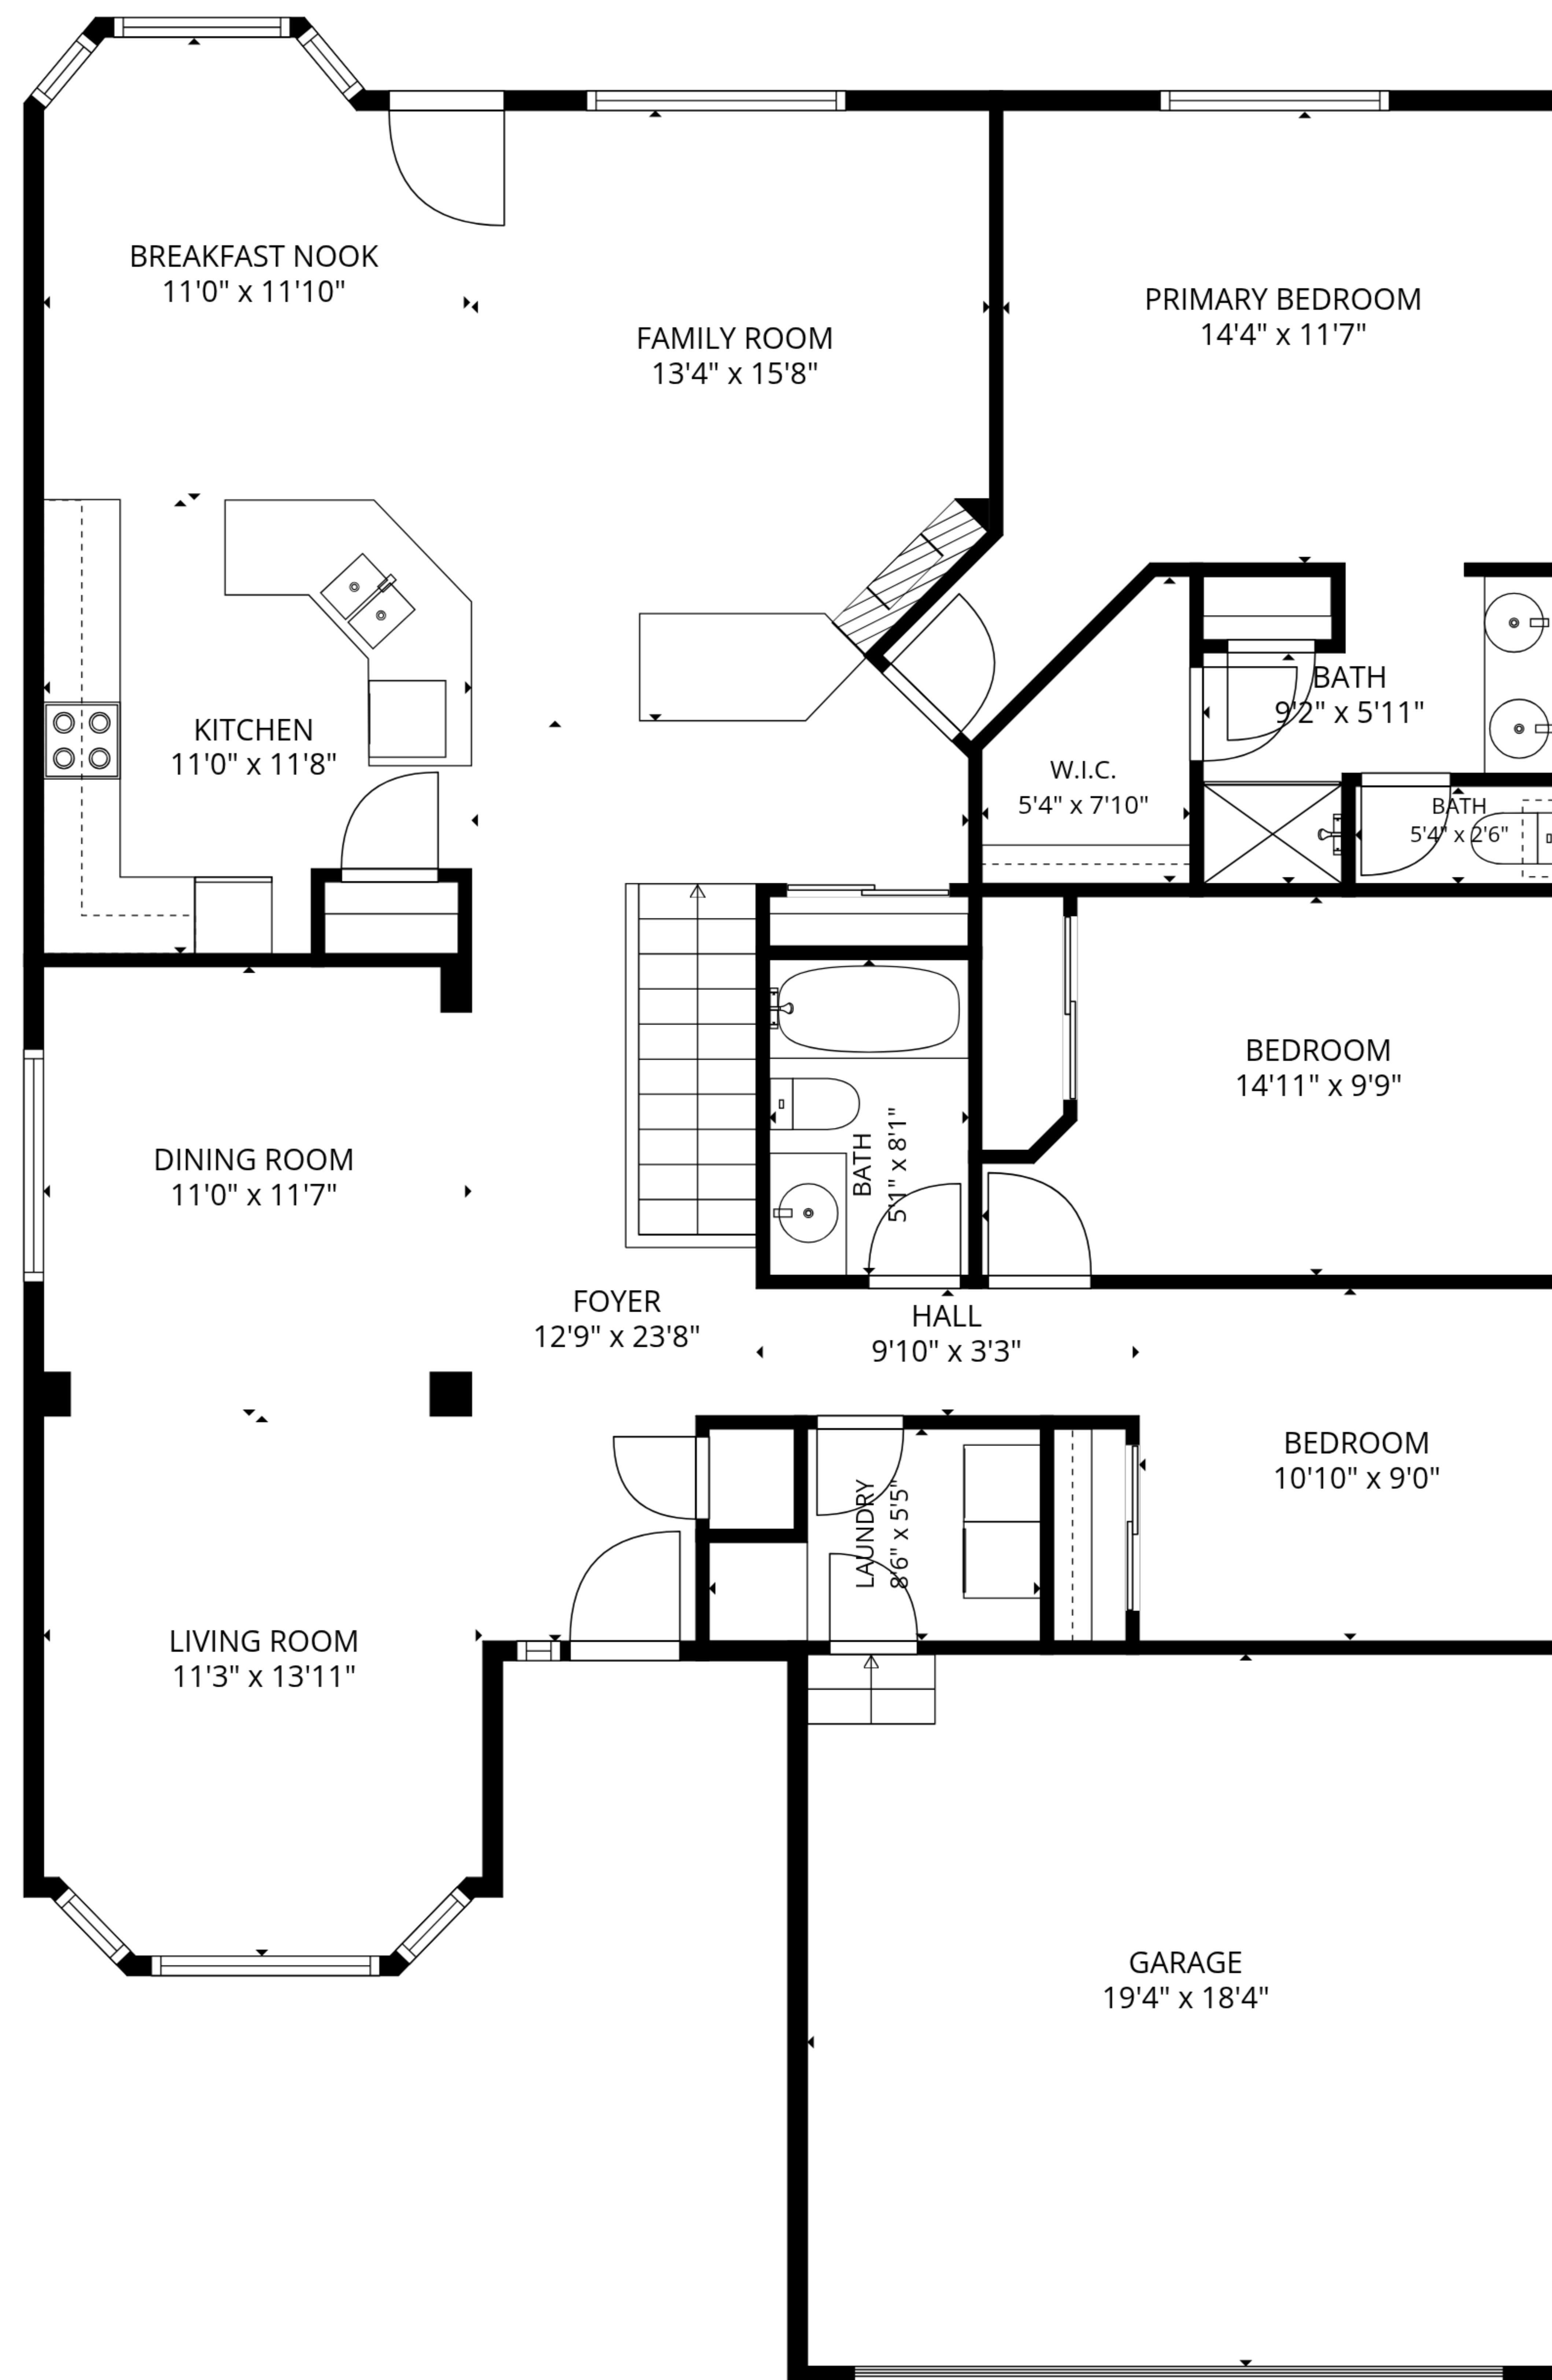 BREAKFAST NOOK
11'0" x 11'10"
FAMILY ROOM
13'4" x 15'8"
PRIMARY BEDROOM
14'4" x 11'7"
KITCHEN
11'0" x 11'8"
BATH
9'2" x 5'11"
W.I.C.
5'4" x 7'10"
BATH
5'4" x 2'6"
BEDROOM
14'11" x 9'9"
DINING ROOM
11'0" x 11'7"
BATH
5'1" x 8'1"
FOYER
12'9" x 23'8"
HALL
9'10" x 3'3"
BEDROOM
10'10" x 9'0"
LAUNDRY
8'6" x 5'5"
LIVING ROOM
11'3" x 13'11"
GARAGE
19'4" x 18'4"